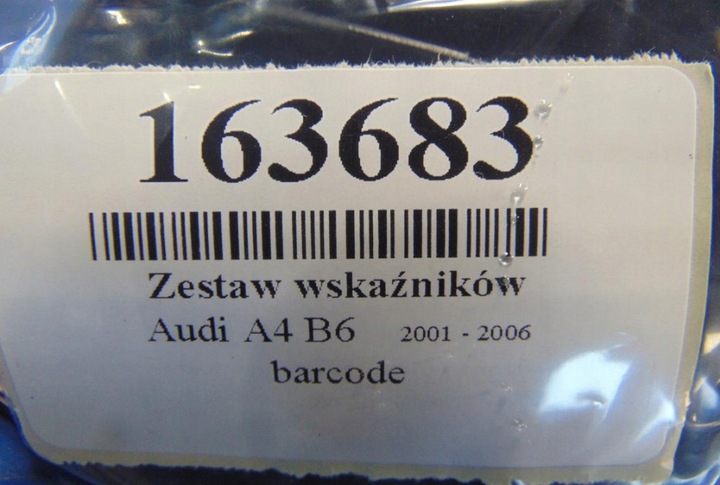 163683
Zestaw wskaźników
Audi A4 B6 2001 - 2006
barcode